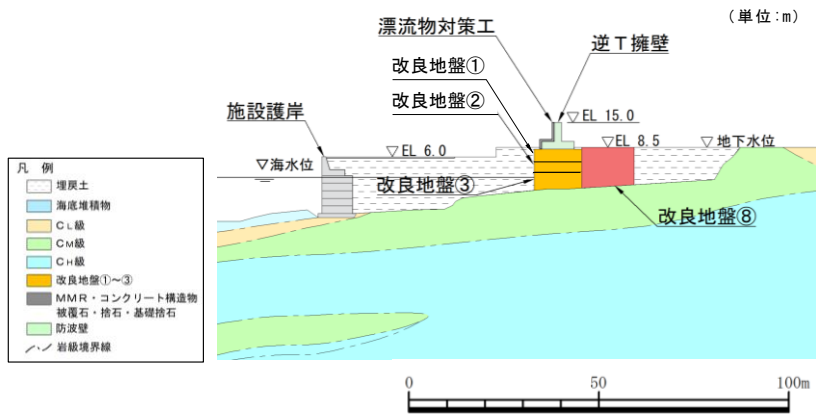 (単位:m)
漂流物対策工
逆T擁壁
改良地盤①
改良地盤②
▽EL 15.0
施設護岸
▽海水位
▽EL 6.0
▽EL 8.5
▽地下水位
改良地盤③
改良地盤⑧
凡 例
埋戻土
海底堆積物
CL級
CM級
CH級
改良地盤①~③
MMR・コンクリート構造物
被覆石・捨石・基礎捨石
防波壁
岩級境界線
0 50 100m